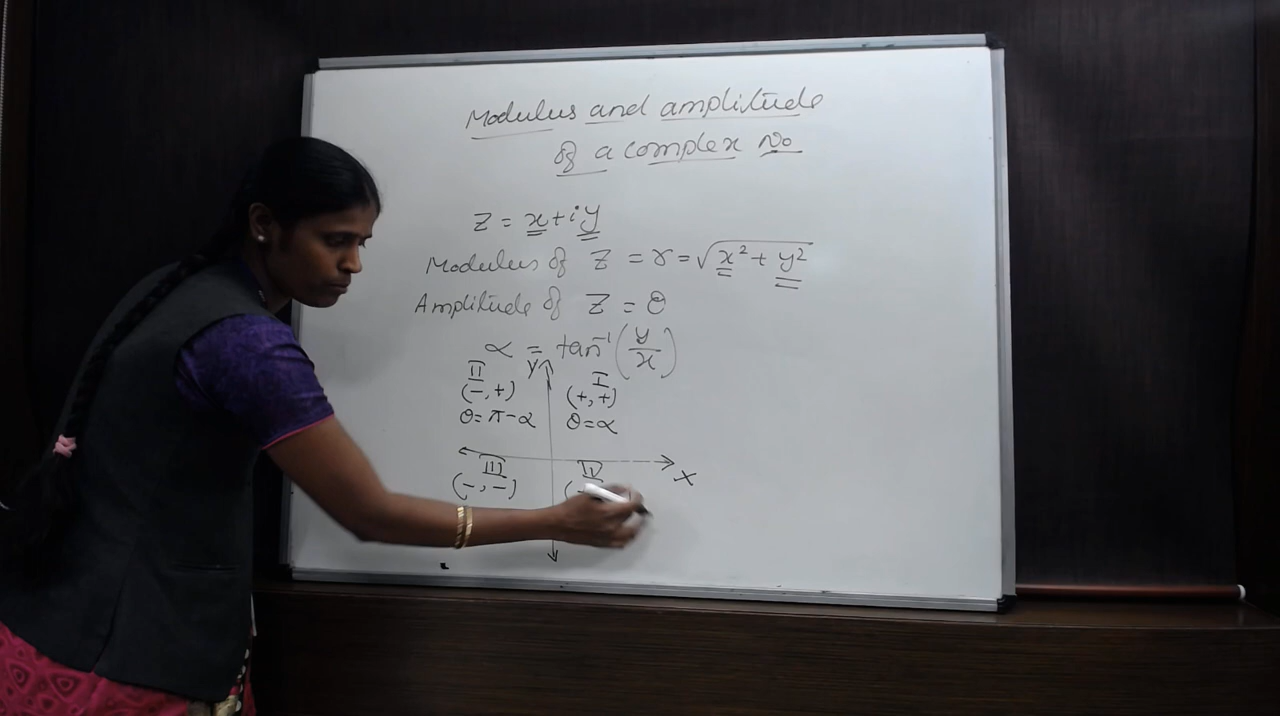 Modulus and amplitude
of a complex No
Z = x + iy
Modulus of Z = r = √x² + y²
Amplitude of Z = θ
α = tan⁻¹(y/x)
y
II I
(-,+) (+,+)
θ=π-α θ=α
x
III IV
(-,-) (